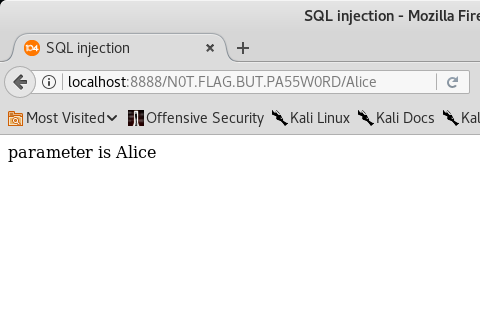 SQL injection - Mozilla Fire
104 SQL injection
localhost:8888/N0T.FLAG.BUT.PA55W0RD/Alice
Most Visited Offensive Security Kali Linux Kali Docs Kal
parameter is Alice